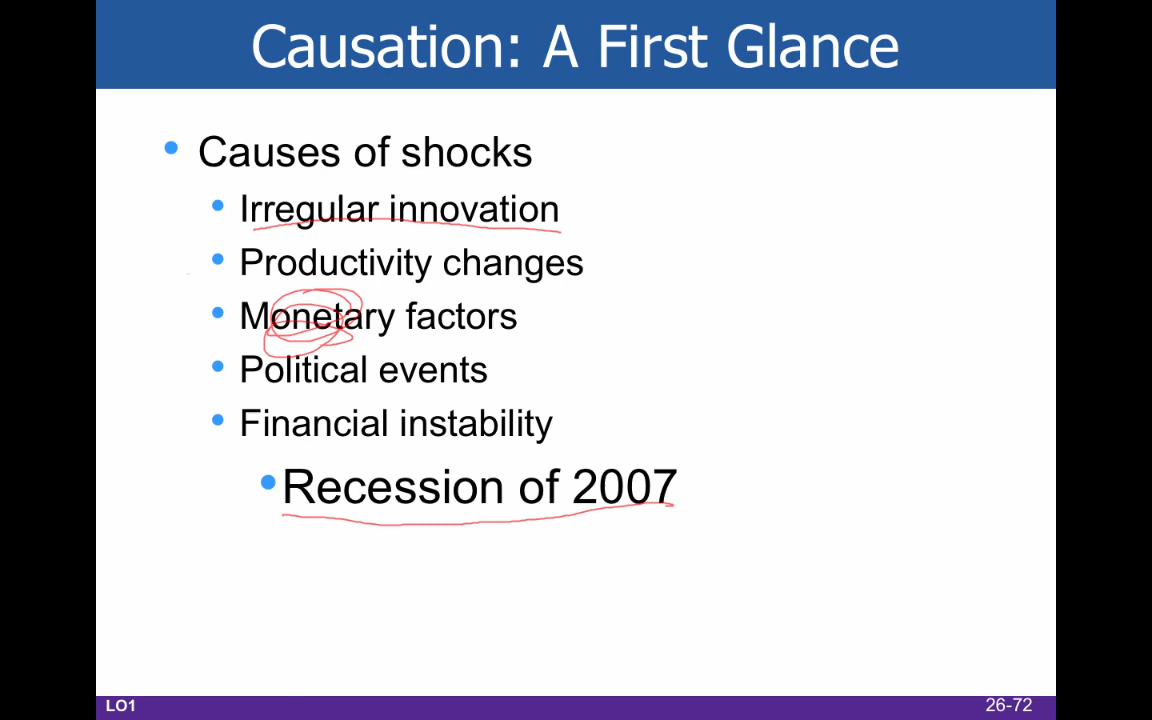 Causation: A First Glance
• Causes of shocks
• Irregular innovation
• Productivity changes
• Monetary factors
• Political events
• Financial instability
• Recession of 2007
LO1
26-72